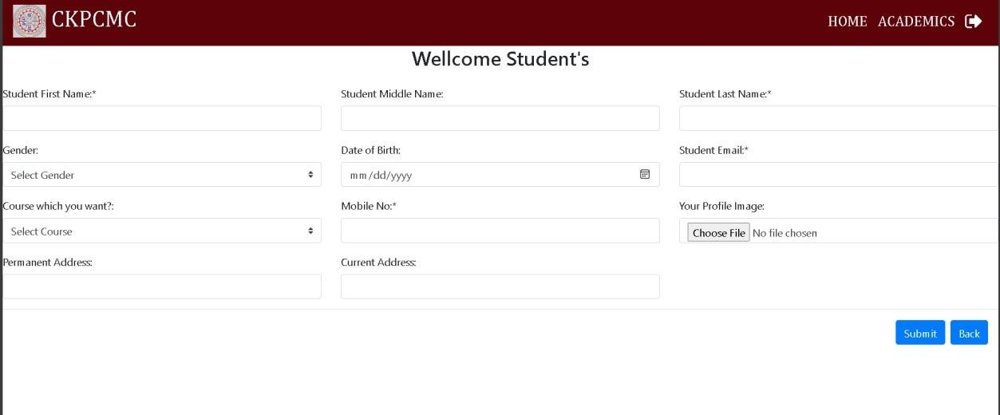 CKPCMC HOME ACADEMICS
Wellcome Student's
Student First Name:* Student Middle Name: Student Last Name:*
Gender: Date of Birth: Student Email:*
Select Gender mm/dd/yyyy
Course which you want?: Mobile No:* Your Profile Image:
Select Course Choose File No file chosen
Permanent Address: Current Address:
Submit Back